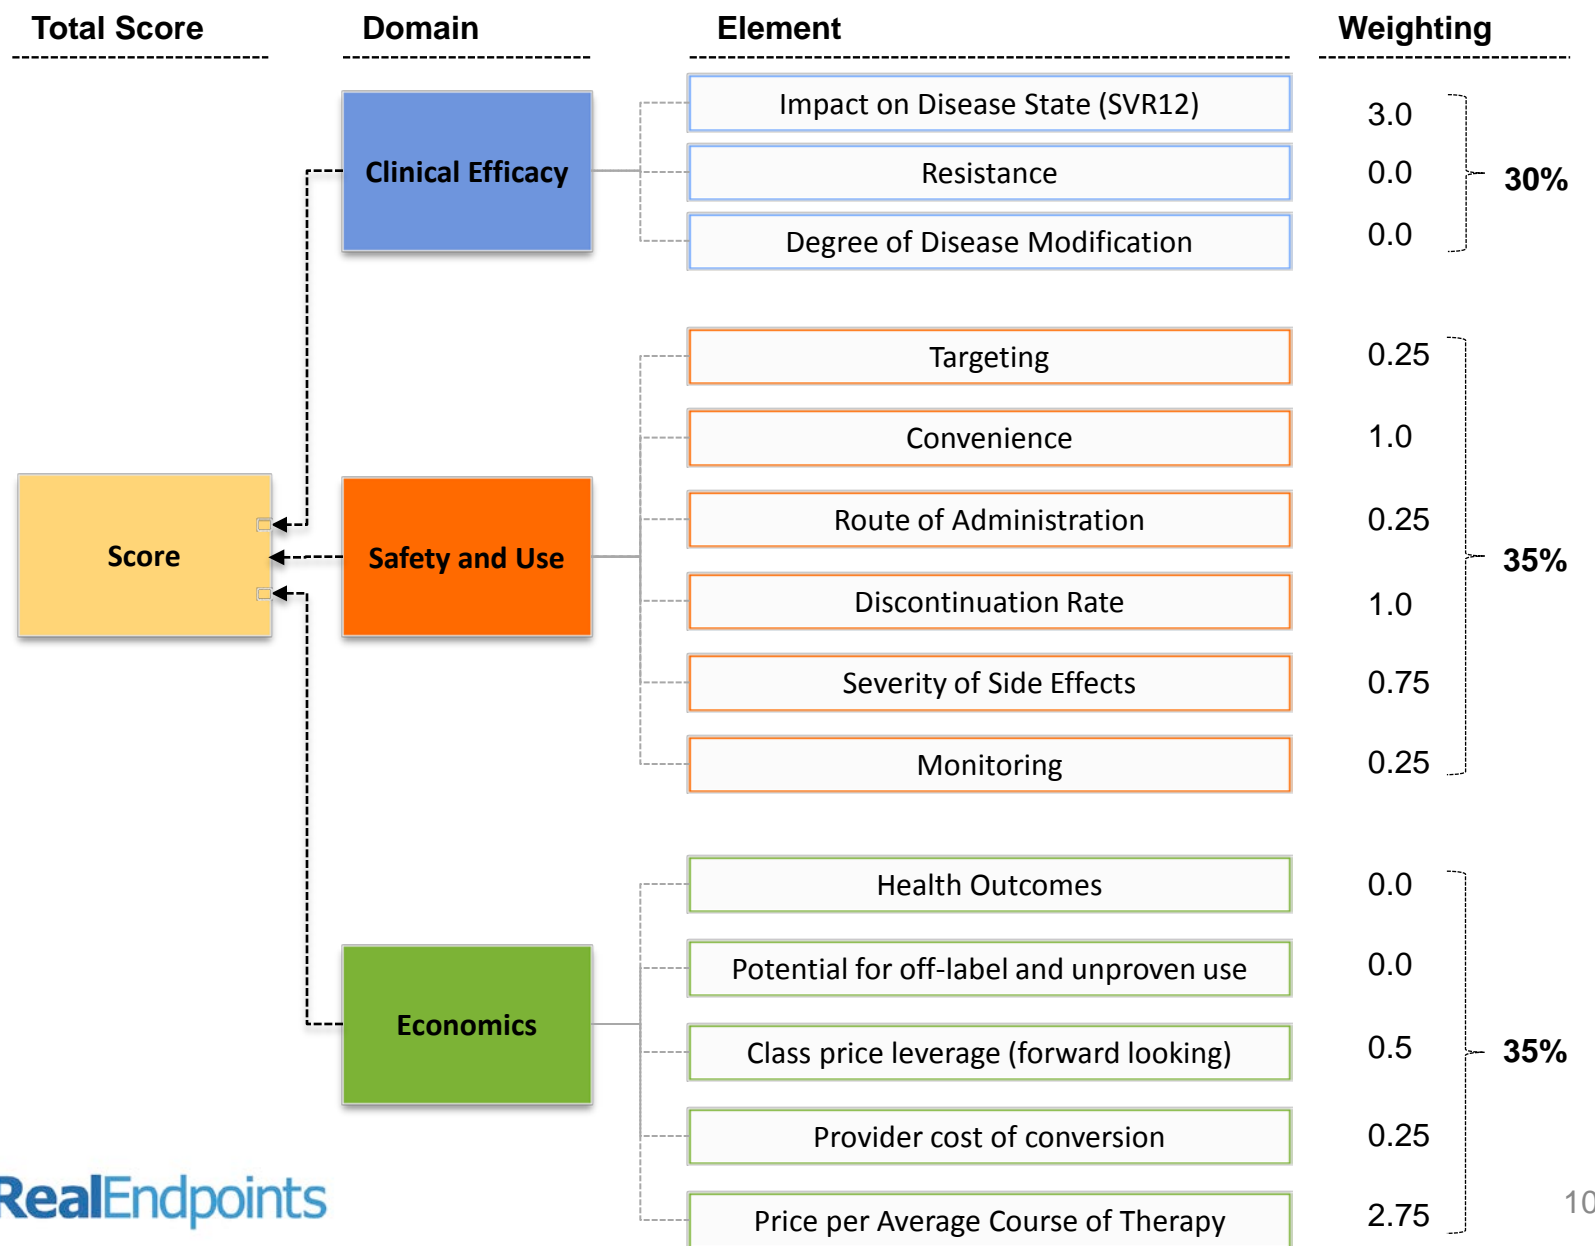 Total Score Domain Element Weighting
Impact on Disease State (SVR12) 3.0
Clinical Efficacy Resistance 0.0 30%
Degree of Disease Modification 0.0
Targeting 0.25
Convenience 1.0
Route of Administration 0.25
Score Safety and Use 35%
Discontinuation Rate 1.0
Severity of Side Effects 0.75
Monitoring 0.25
Health Outcomes 0.0
Potential for off-label and unproven use 0.0
Economics
Class price leverage (forward looking) 0.5 35%
Provider cost of conversion 0.25
Price per Average Course of Therapy 2.75
RealEndpoints
10